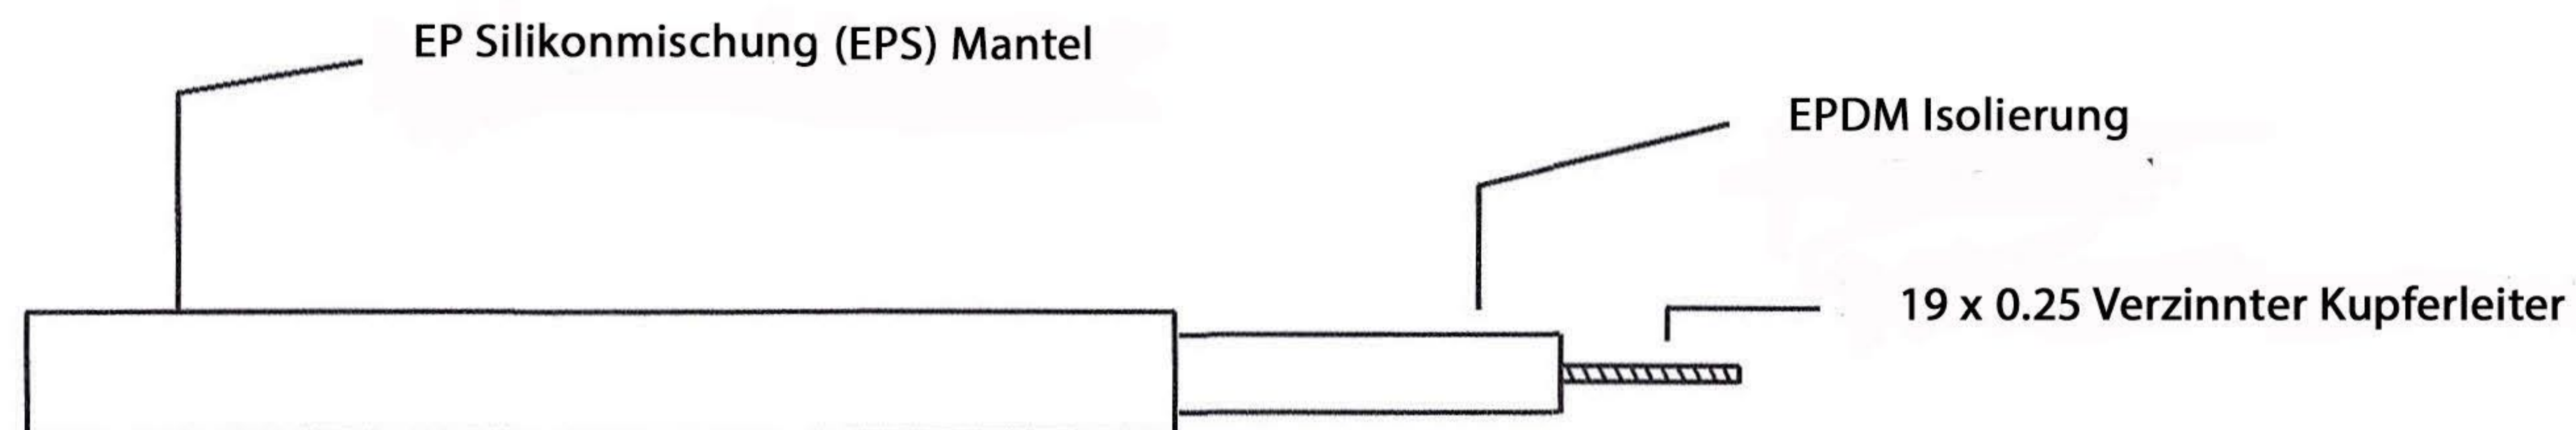 EP Silikonmischung (EPS) Mantel
EPDM Isolierung
19 x 0.25 Verzinnter Kupferleiter